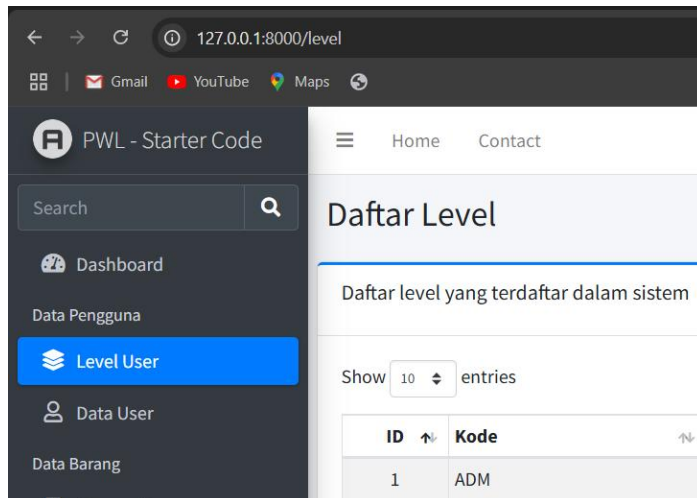 127.0.0.1:8000/level
Gmail YouTube Maps
PWL - Starter Code
Home Contact
Search
Daftar Level
Dashboard
Daftar level yang terdaftar dalam sistem
Data Pengguna
Level User
Show 10 entries
Data User
ID Kode
Data Barang
1 ADM